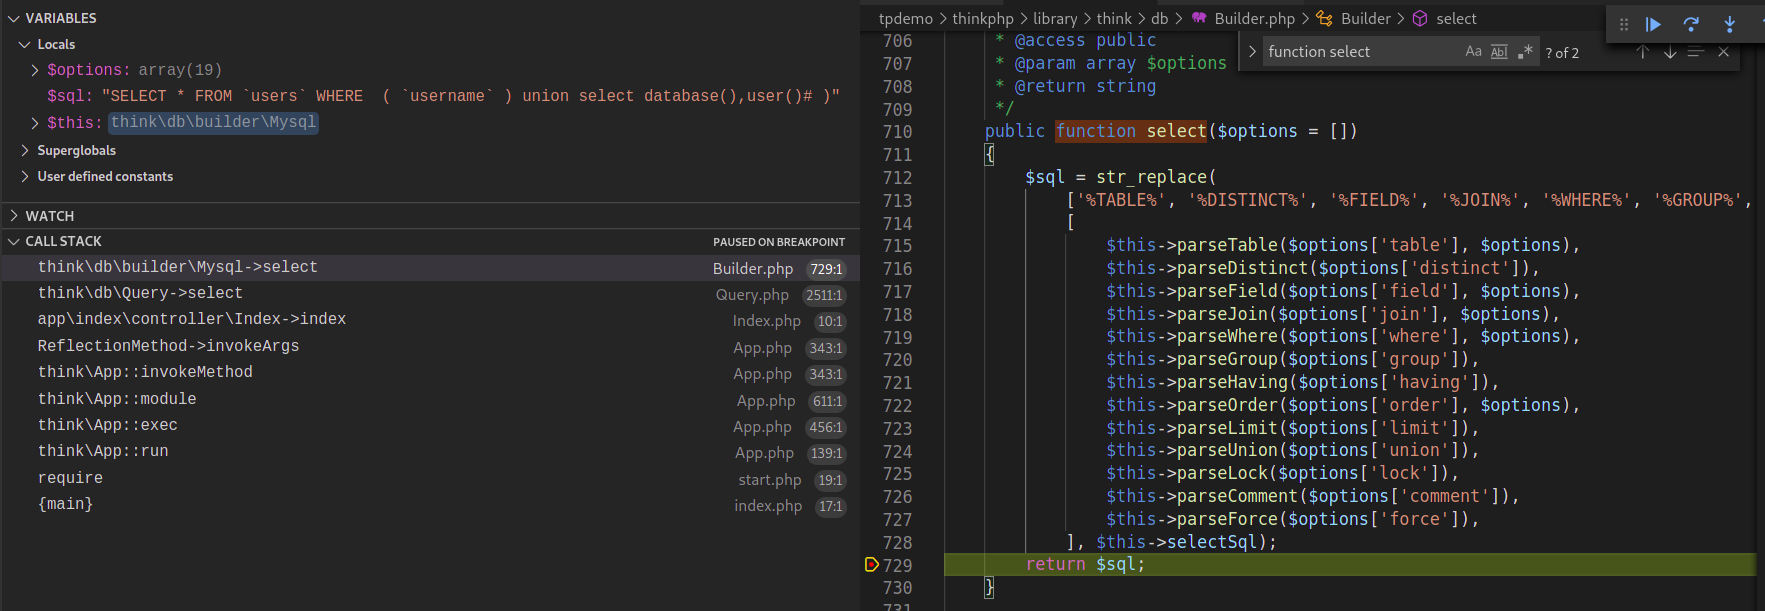 VARIABLES
Locals
$options: array(19)
$sql: "SELECT * FROM `users` WHERE  ( `username` ) union select database(),user()# )"
$this: think\db\builder\Mysql
Superglobals
User defined constants
WATCH
CALL STACK PAUSED ON BREAKPOINT
think\db\builder\Mysql->select Builder.php 729:1
think\db\Query->select Query.php 2511:1
app\index\controller\Index->index Index.php 10:1
ReflectionMethod->invokeArgs App.php 343:1
think\App::invokeMethod App.php 343:1
think\App::module App.php 611:1
think\App::exec App.php 456:1
think\App::run App.php 139:1
require start.php 19:1
{main} index.php 17:1
tpdemo > thinkphp > library > think > db > Builder.php > Builder > select
function select Aa Abl .* ? of 2
706 * @access public
707 * @param array $options
708 * @return string
709 */
710 public function select($options = [])
711 {
712 $sql = str_replace(
713 ['%TABLE%', '%DISTINCT%', '%FIELD%', '%JOIN%', '%WHERE%', '%GROUP%',
714 [
715 $this->parseTable($options['table'], $options),
716 $this->parseDistinct($options['distinct']),
717 $this->parseField($options['field'], $options),
718 $this->parseJoin($options['join'], $options),
719 $this->parseWhere($options['where'], $options),
720 $this->parseGroup($options['group']),
721 $this->parseHaving($options['having']),
722 $this->parseOrder($options['order'], $options),
723 $this->parseLimit($options['limit']),
724 $this->parseUnion($options['union']),
725 $this->parseLock($options['lock']),
726 $this->parseComment($options['comment']),
727 $this->parseForce($options['force']),
728 ], $this->selectSql);
729 return $sql;
730 }
731